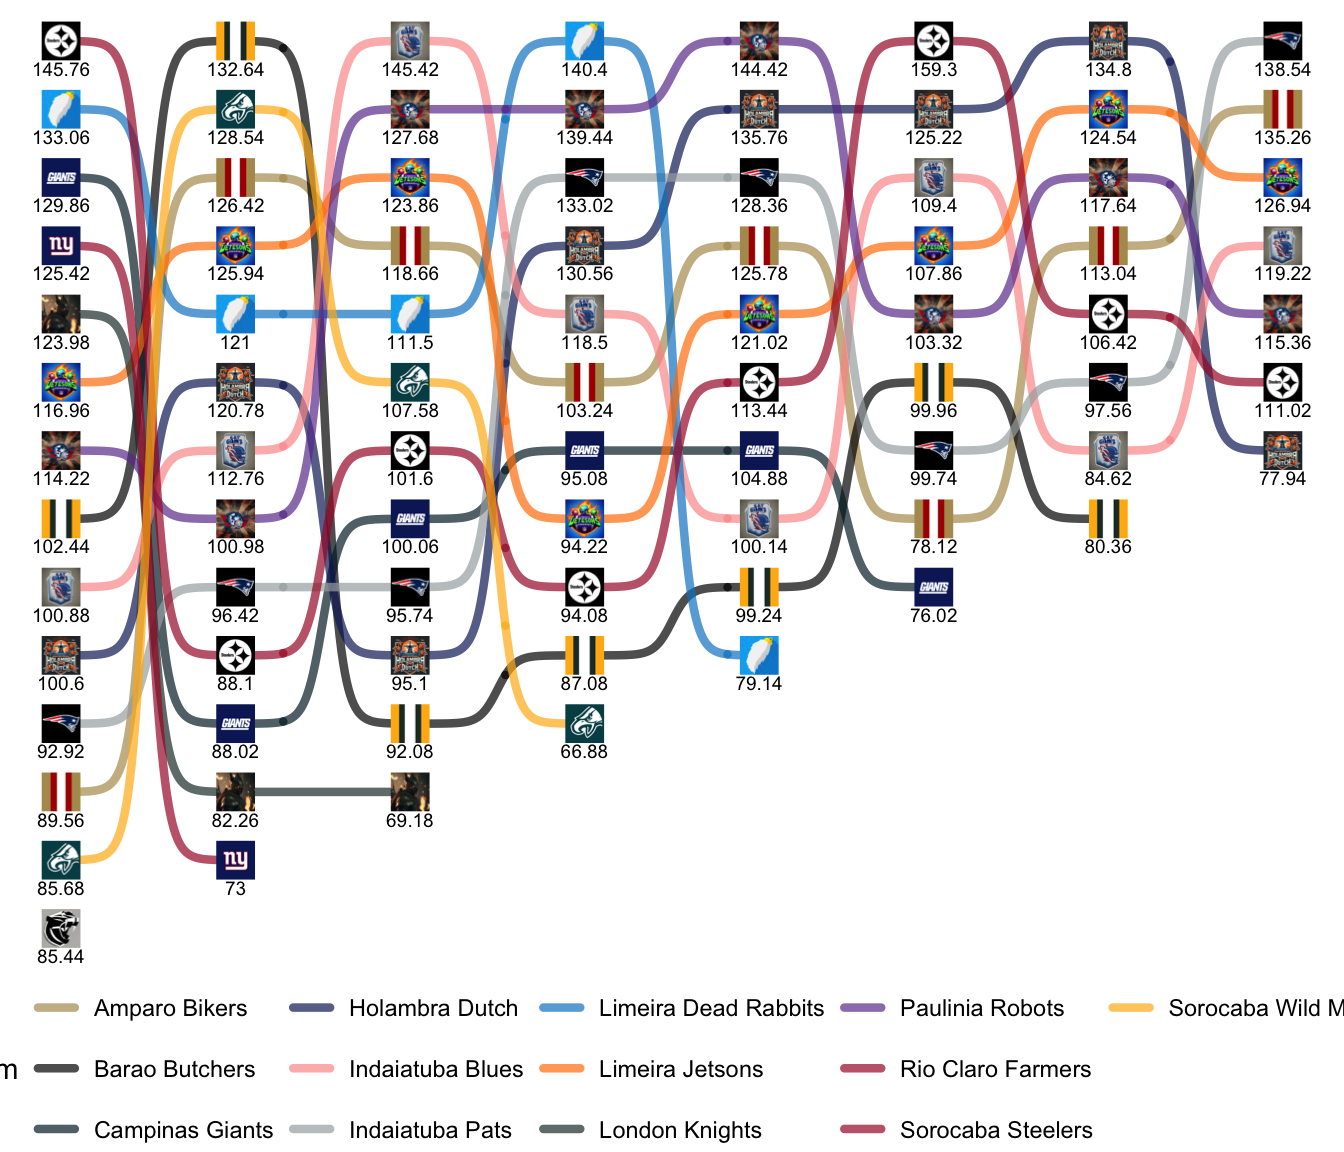 145.76 132.64 145.42 140.4 144.42 159.3 134.8 138.54
133.06 128.54 127.68 139.44 135.76 125.22 124.54 135.26
GIANTS
129.86 126.42 123.86 133.02 128.36 109.4 117.64 126.94
ny
125.42 125.94 118.66 130.56 125.78 107.86 113.04 119.22
123.98 121 111.5 118.5 121.02 103.32 106.42 115.36
116.96 120.78 107.58 103.24 113.44 99.96 97.56 111.02
GIANTS GIANTS
114.22 112.76 101.6 95.08 104.88 99.74 84.62 77.94
GIANTS
102.44 100.98 100.06 94.22 100.14 78.12 80.36
GIANTS
100.88 96.42 95.74 94.08 99.24 76.02
100.6 88.1 95.1 87.08 79.14
GIANTS
92.92 88.02 92.08 66.88
89.56 82.26 69.18
ny
85.68 73
85.44
Amparo Bikers Holambra Dutch Limeira Dead Rabbits Paulinia Robots Sorocaba Wild M
m Barao Butchers Indaiatuba Blues Limeira Jetsons Rio Claro Farmers
Campinas Giants Indaiatuba Pats London Knights Sorocaba Steelers